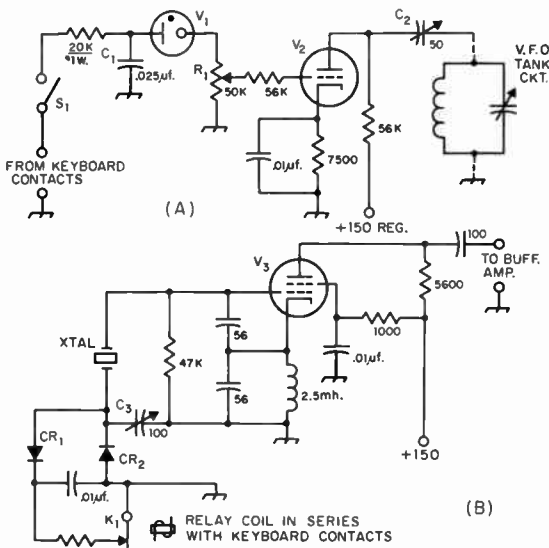 V1
C2
20K
1W.
C1
.025µf.
R1
50K
56K
V2
50
V.F.O.
TANK
CKT.
S1
56K
.01µf.
7500
FROM KEYBOARD
CONTACTS
(A)
+150 REG.
V3
100
TO BUFF.
AMP.
5600
XTAL
56
1000
47K
.01µf.
C3
100
56
2.5mh.
CR1
CR2
+150
.01µf.
K1
RELAY COIL IN SERIES
WITH KEYBOARD CONTACTS
(B)